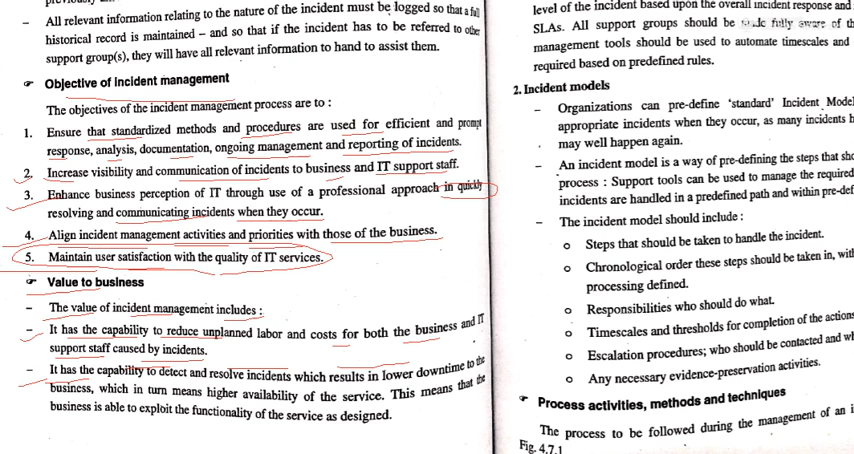 All relevant information relating to the nature of the incident must be logged so that a full
historical record is maintained – and so that if the incident has to be referred to other
support group(s), they will have all relevant information to hand to assist them.
Objective of incident management
The objectives of the incident management process are to :
1. Ensure that standardized methods and procedures are used for efficient and prompt
response, analysis, documentation, ongoing management and reporting of incidents.
2. Increase visibility and communication of incidents to business and IT support staff.
3. Enhance business perception of IT through use of a professional approach in quickly
resolving and communicating incidents when they occur.
4. Align incident management activities and priorities with those of the business.
5. Maintain user satisfaction with the quality of IT services.
Value to business
– The value of incident management includes :
– It has the capability to reduce unplanned labor and costs for both the business and IT
support staff caused by incidents.
– It has the capability to detect and resolve incidents which results in lower downtime to the
business, which in turn means higher availability of the service. This means that the
business is able to exploit the functionality of the service as designed.
level of the incident based upon the overall incident response and
SLAs. All support groups should be made fully aware of
management tools should be used to automate timescales and
required based on predefined rules.
2. Incident models
– Organizations can pre-define 'standard' Incident
appropriate incidents when they occur, as many incidents
may well happen again.
– An incident model is a way of pre-defining the steps that
process : Support tools can be used to manage the required
incidents are handled in a predefined path and within
– The incident model should include :
o Steps that should be taken to handle the incident.
o Chronological order these steps should be taken in,
processing defined.
o Responsibilities who should do what.
o Timescales and thresholds for completion of the actions
o Escalation procedures; who should be contacted and
o Any necessary evidence-preservation activities.
Process activities, methods and techniques
The process to be followed during the management of an
Fig. 4.7.1